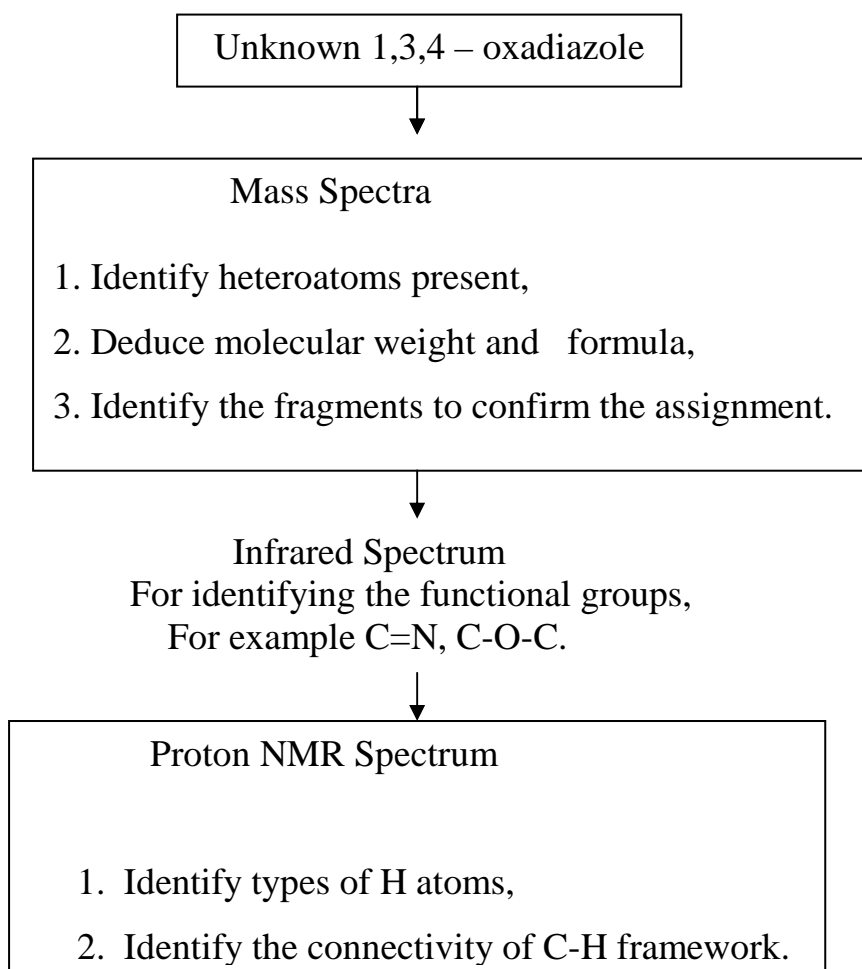 Unknown 1,3,4 – oxadiazole
Mass Spectra
1. Identify heteroatoms present,
2. Deduce molecular weight and formula,
3. Identify the fragments to confirm the assignment.
Infrared Spectrum
For identifying the functional groups,
For example C=N, C-O-C.
Proton NMR Spectrum
1. Identify types of H atoms,
2. Identify the connectivity of C-H framework.